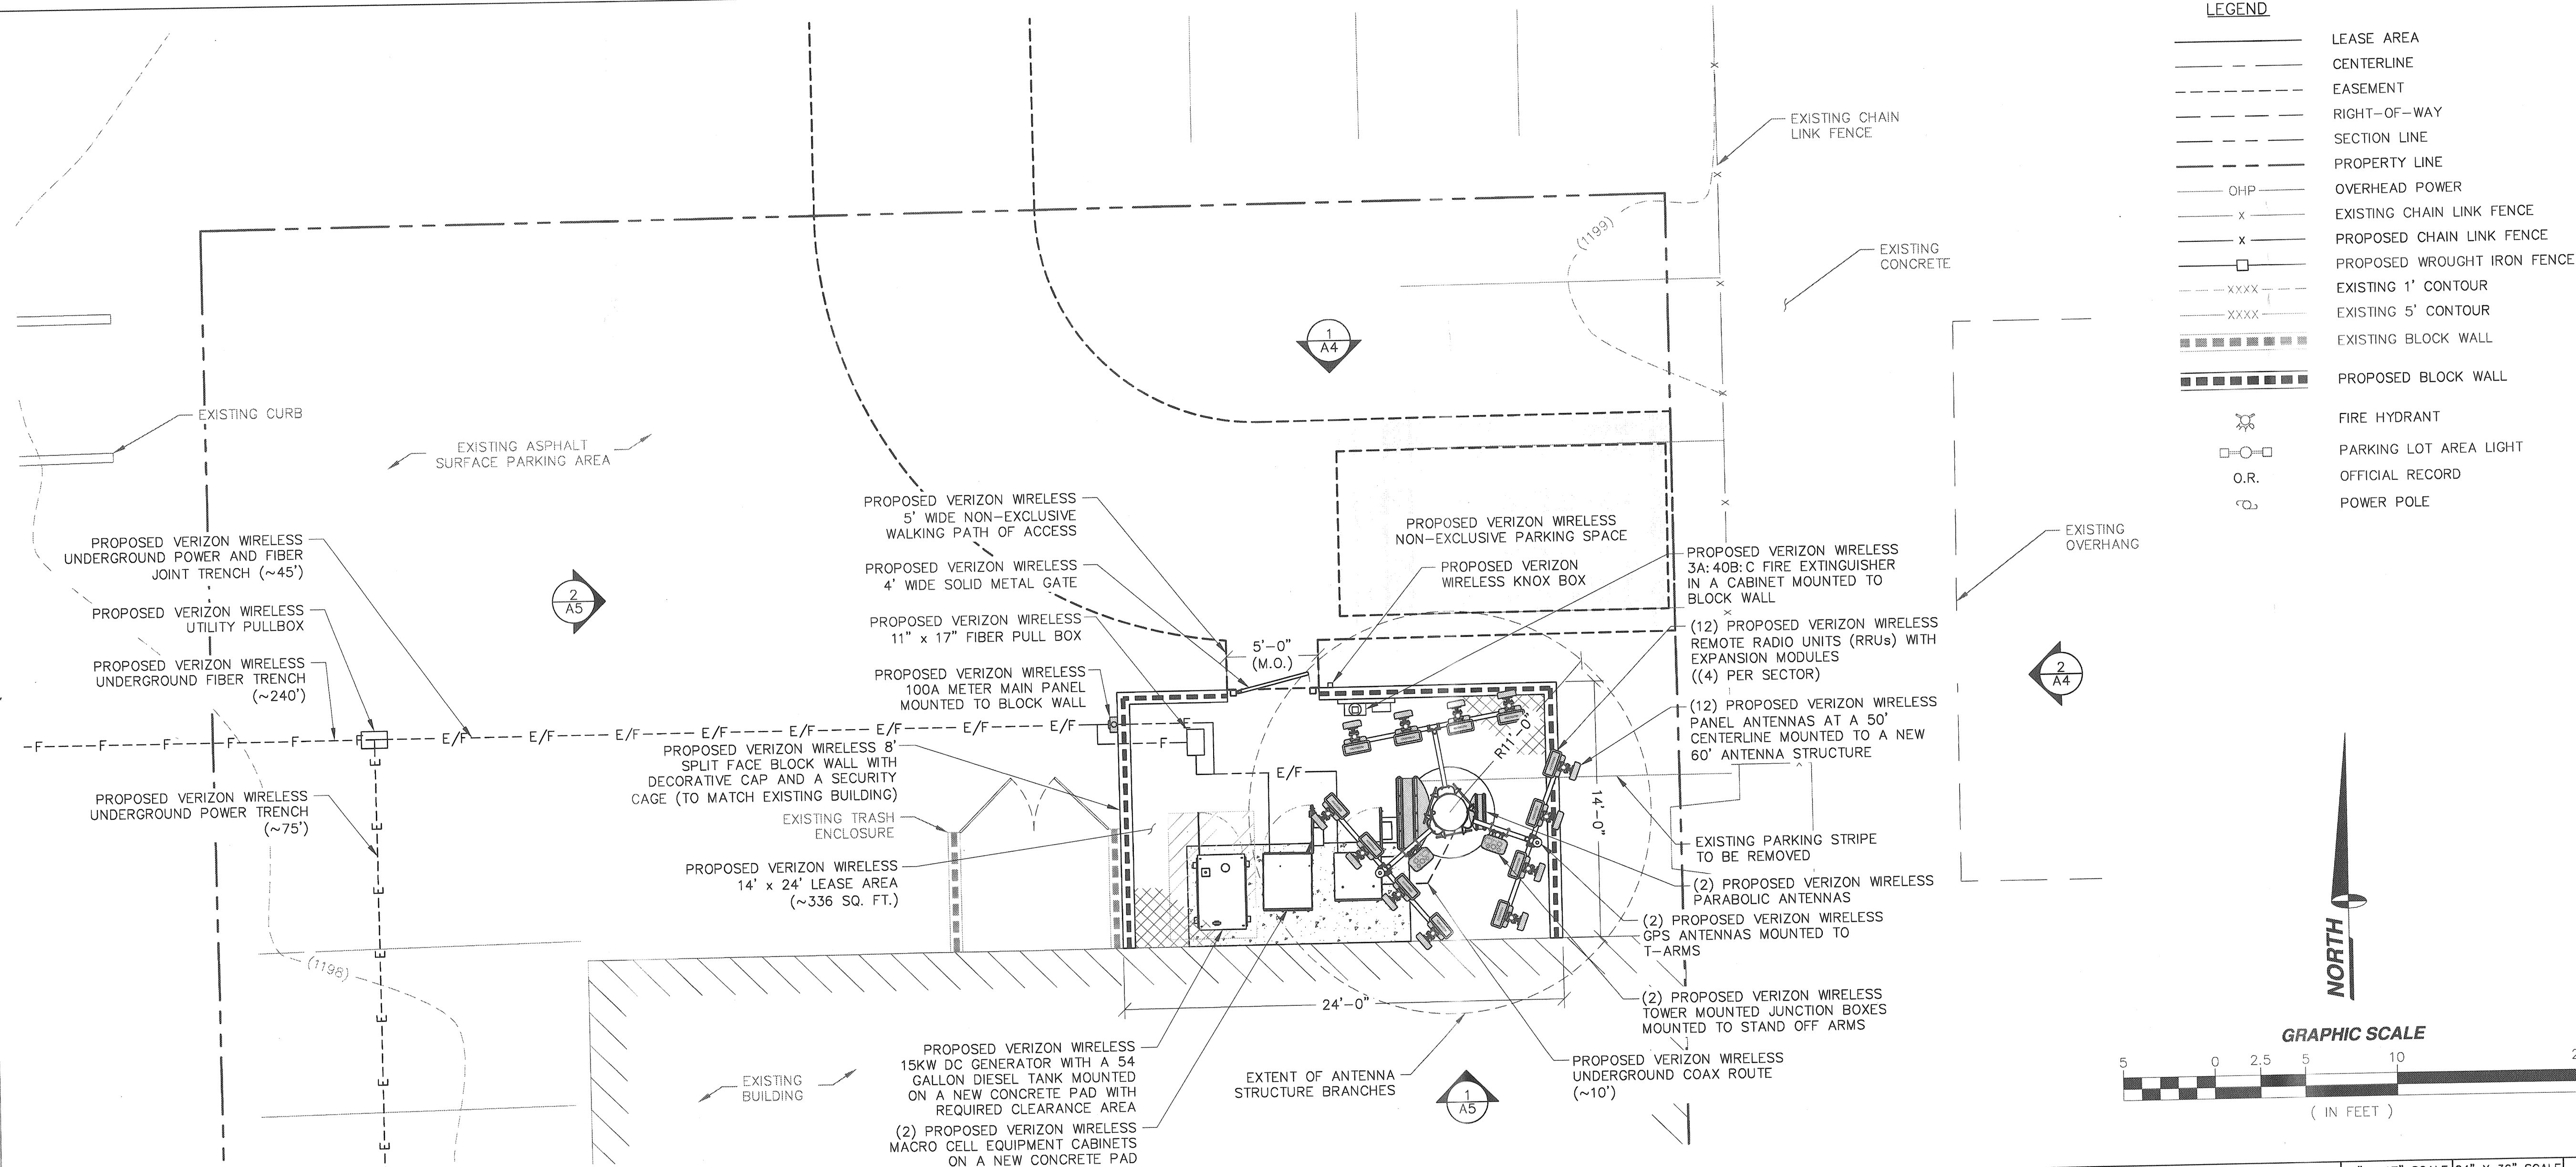 LEGEND
LEASE AREA
CENTERLINE
EASEMENT
RIGHT-OF-WAY
SECTION LINE
PROPERTY LINE
OHP OVERHEAD POWER
X EXISTING CHAIN LINK FENCE
X PROPOSED CHAIN LINK FENCE
PROPOSED WROUGHT IRON FENCE
XXXX EXISTING 1' CONTOUR
XXXX EXISTING 5' CONTOUR
EXISTING BLOCK WALL
PROPOSED BLOCK WALL
FIRE HYDRANT
PARKING LOT AREA LIGHT
O.R. OFFICIAL RECORD
POWER POLE
EXISTING CHAIN
LINK FENCE
(1199)
EXISTING
CONCRETE
1
A4
EXISTING CURB
EXISTING ASPHALT
SURFACE PARKING AREA
PROPOSED VERIZON WIRELESS
5' WIDE NON-EXCLUSIVE
WALKING PATH OF ACCESS
PROPOSED VERIZON WIRELESS
NON-EXCLUSIVE PARKING SPACE
EXISTING
OVERHANG
PROPOSED VERIZON WIRELESS
UNDERGROUND POWER AND FIBER
JOINT TRENCH (~45')
PROPOSED VERIZON WIRELESS
4' WIDE SOLID METAL GATE
PROPOSED VERIZON
WIRELESS KNOX BOX
PROPOSED VERIZON WIRELESS
3A:40B:C FIRE EXTINGUISHER
IN A CABINET MOUNTED TO
BLOCK WALL
2
A5
PROPOSED VERIZON WIRELESS
UTILITY PULLBOX
PROPOSED VERIZON WIRELESS
11" x 17" FIBER PULL BOX
5'-0"
(M.O.)
(12) PROPOSED VERIZON WIRELESS
REMOTE RADIO UNITS (RRUs) WITH
EXPANSION MODULES
((4) PER SECTOR)
2
A4
PROPOSED VERIZON WIRELESS
UNDERGROUND FIBER TRENCH
(~240')
PROPOSED VERIZON WIRELESS
100A METER MAIN PANEL
MOUNTED TO BLOCK WALL
(12) PROPOSED VERIZON WIRELESS
PANEL ANTENNAS AT A 50'
CENTERLINE MOUNTED TO A NEW
60' ANTENNA STRUCTURE
R11'-0"
F F F F F F E/F E/F E/F E/F E/F E/F E/F E/F F
F
E/F
PROPOSED VERIZON WIRELESS 8'
SPLIT FACE BLOCK WALL WITH
DECORATIVE CAP AND A SECURITY
CAGE (TO MATCH EXISTING BUILDING)
14'-0"
PROPOSED VERIZON WIRELESS
UNDERGROUND POWER TRENCH
(~75')
E
E
E
E
E
E
E
EXISTING TRASH
ENCLOSURE
EXISTING PARKING STRIPE
TO BE REMOVED
PROPOSED VERIZON WIRELESS
14' x 24' LEASE AREA
(~336 SQ. FT.)
(2) PROPOSED VERIZON WIRELESS
PARABOLIC ANTENNAS
(2) PROPOSED VERIZON WIRELESS
GPS ANTENNAS MOUNTED TO
T-ARMS
(1198)
24'-0"
(2) PROPOSED VERIZON WIRELESS
TOWER MOUNTED JUNCTION BOXES
MOUNTED TO STAND OFF ARMS
PROPOSED VERIZON WIRELESS
15KW DC GENERATOR WITH A 54
GALLON DIESEL TANK MOUNTED
ON A NEW CONCRETE PAD WITH
REQUIRED CLEARANCE AREA
EXISTING
BUILDING
EXTENT OF ANTENNA
STRUCTURE BRANCHES
1
A5
PROPOSED VERIZON WIRELESS
UNDERGROUND COAX ROUTE
(~10')
(2) PROPOSED VERIZON WIRELESS
MACRO CELL EQUIPMENT CABINETS
ON A NEW CONCRETE PAD
NORTH
GRAPHIC SCALE
5 0 2.5 5 10
( IN FEET )